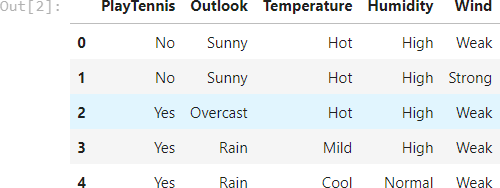 Out[2]: PlayTennis Outlook Temperature Humidity Wind
0 No Sunny Hot High Weak
1 No Sunny Hot High Strong
2 Yes Overcast Hot High Weak
3 Yes Rain Mild High Weak
4 Yes Rain Cool Normal Weak